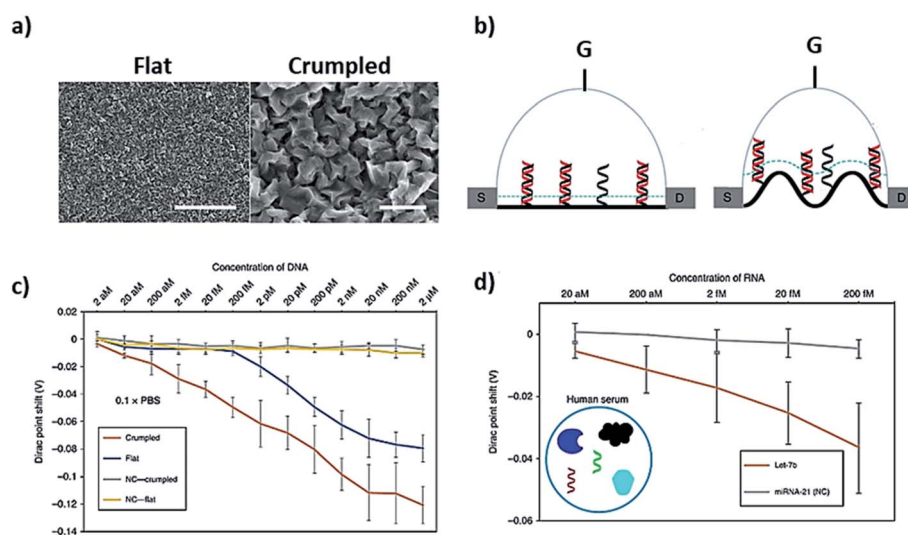 a)
Flat
Crumpled
b)
G
G
S
D
S
D
c)
Concentration of DNA
2 aM
20 aM
200 aM
2 fM
20 fM
200 fM
2 pM
20 pM
200 pM
2 nM
20 nM
200 nM
2 µM
Dirac point shift (V)
0.02
0
−0.02
−0.04
−0.06
−0.08
−0.1
−0.12
−0.14
0.1 × PBS
Crumpled
Flat
NC—crumpled
NC—flat
d)
Concentration of RNA
20 aM
200 aM
2 fM
20 fM
200 fM
Dirac point shift (V)
0
−0.02
−0.04
−0.06
Human serum
Let-7b
miRNA-21 (NC)